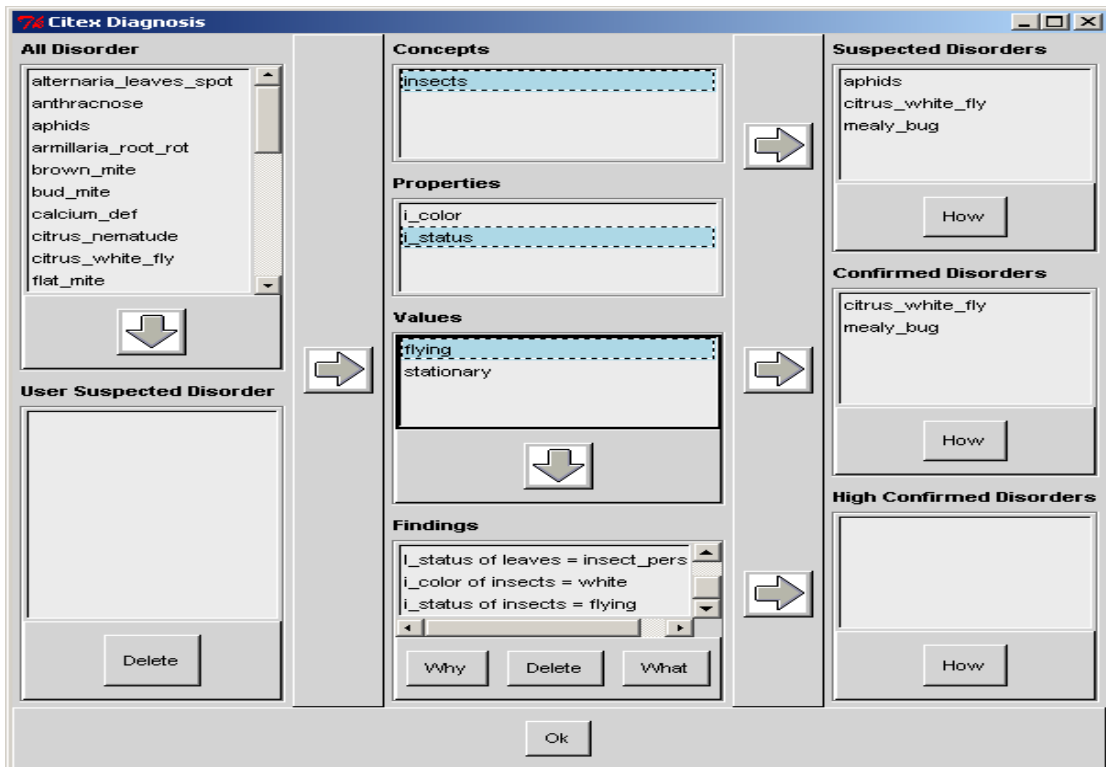 Citex Diagnosis
All Disorder
alternaria_leaves_spot
anthracnose
aphids
armillaria_root_rot
brown_mite
bud_mite
calcium_def
citrus_nematude
citrus_white_fly
flat_mite
User Suspected Disorder
Delete
Concepts
insects
Properties
i_color
i_status
Values
flying
stationary
Findings
l_status of leaves = insect_pers
i_color of insects = white
i_status of insects = flying
Why
Delete
What
Suspected Disorders
aphids
citrus_white_fly
mealy_bug
How
Confirmed Disorders
citrus_white_fly
mealy_bug
How
High Confirmed Disorders
How
Ok